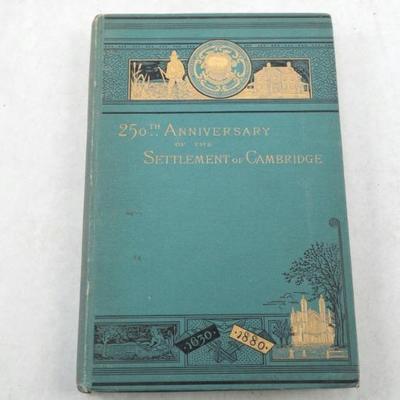 250TH ANNIVERSARY
OF THE
SETTLEMENT OF CAMBRIDGE
1630
1880